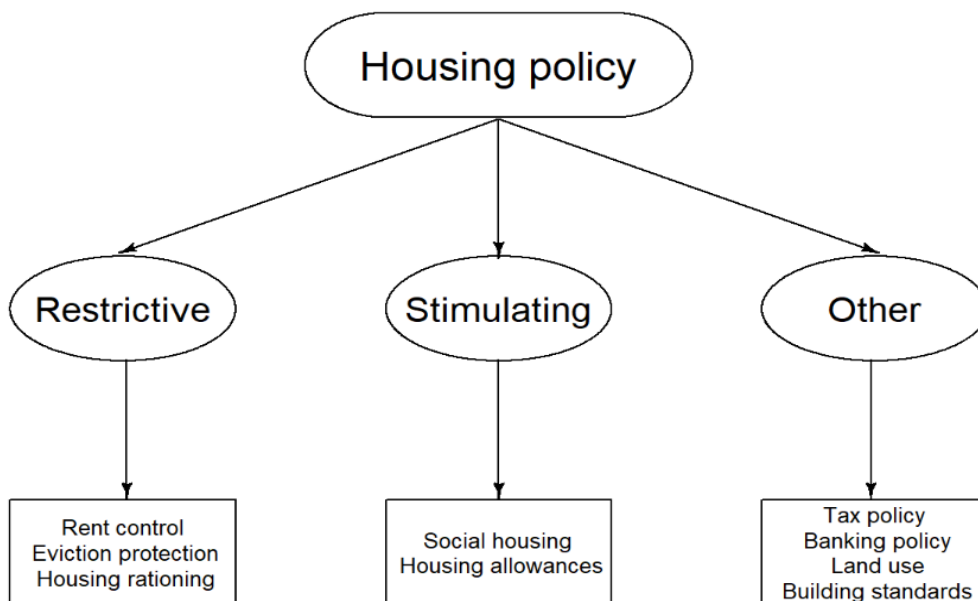 Housing policy
Restrictive
Stimulating
Other
Rent control
Eviction protection
Housing rationing
Social housing
Housing allowances
Tax policy
Banking policy
Land use
Building standards